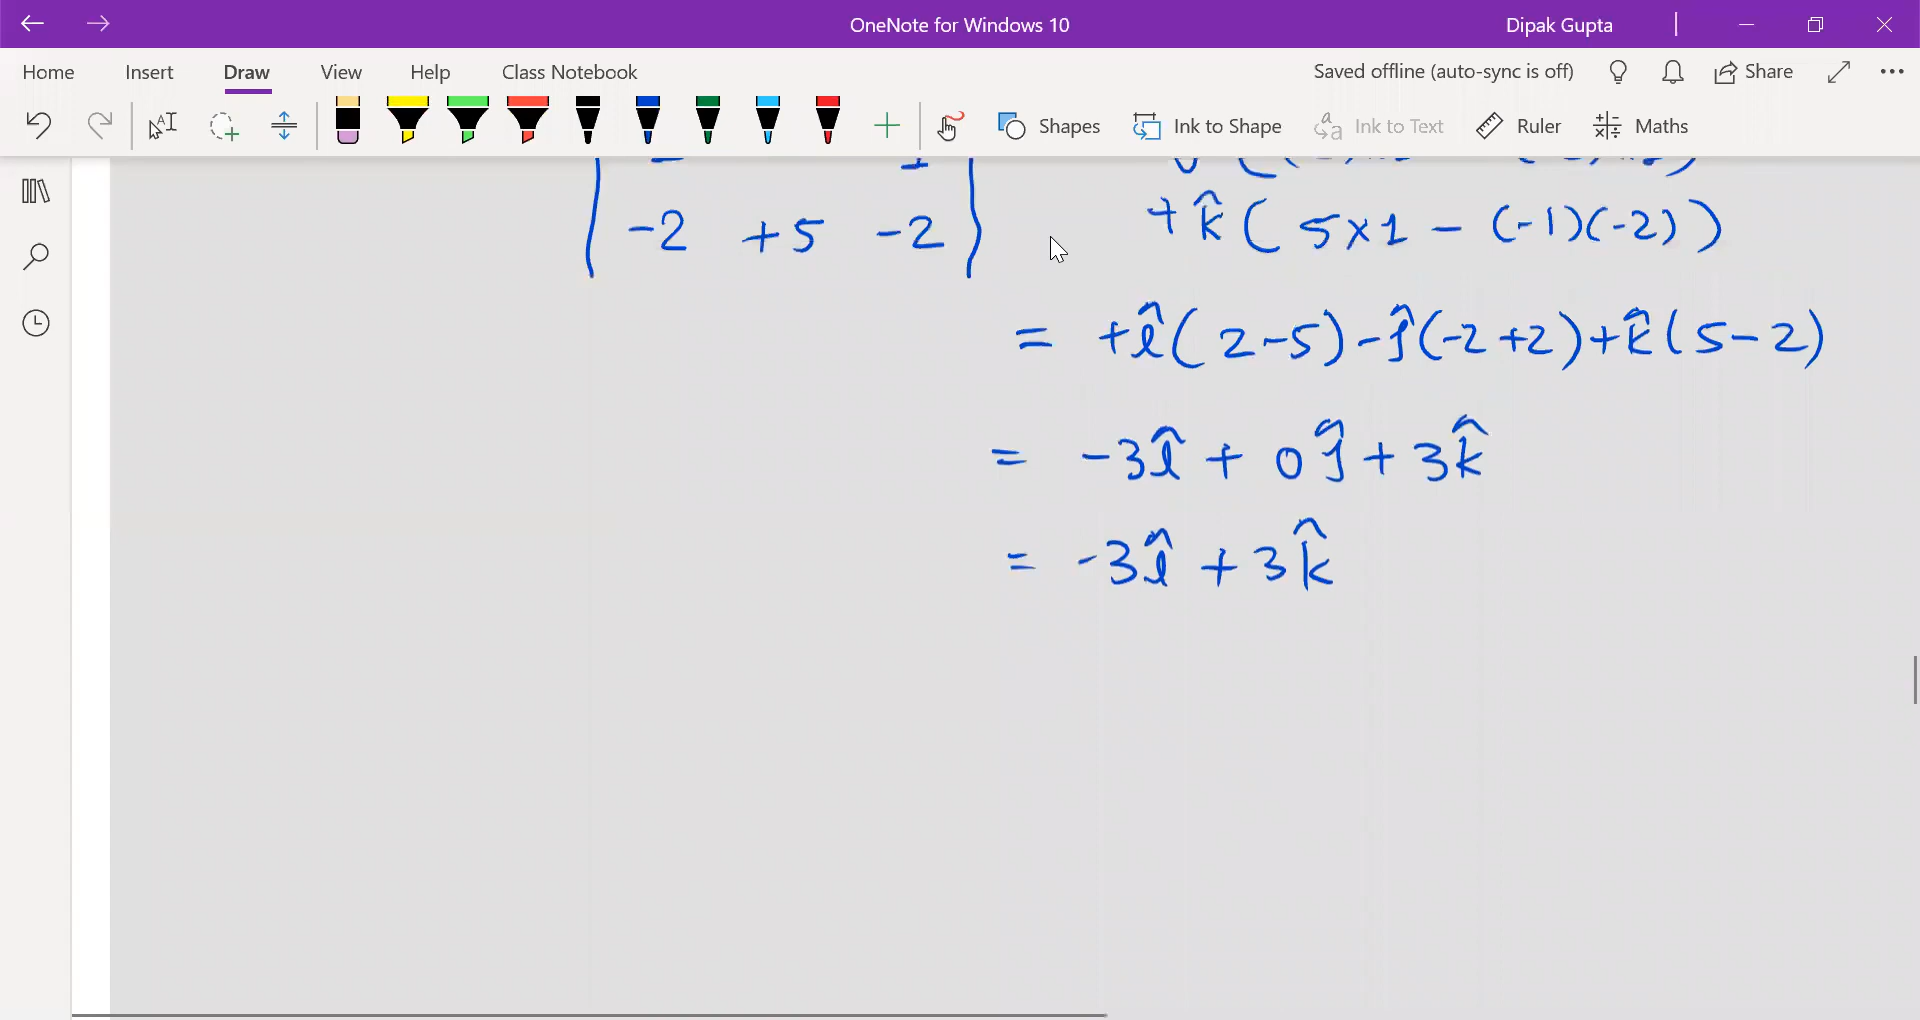 OneNote for Windows 10 Dipak Gupta
Home Insert Draw View Help Class Notebook Saved offline (auto-sync is off) Share
Shapes Ink to Shape Ink to Text Ruler Maths
-2 +5 -2
+ k̂ ( 5×1 - (-1)(-2))
= +î( 2-5)-ĵ(-2+2)+k̂(5-2)
= -3î + 0ĵ + 3k̂
= -3î + 3k̂